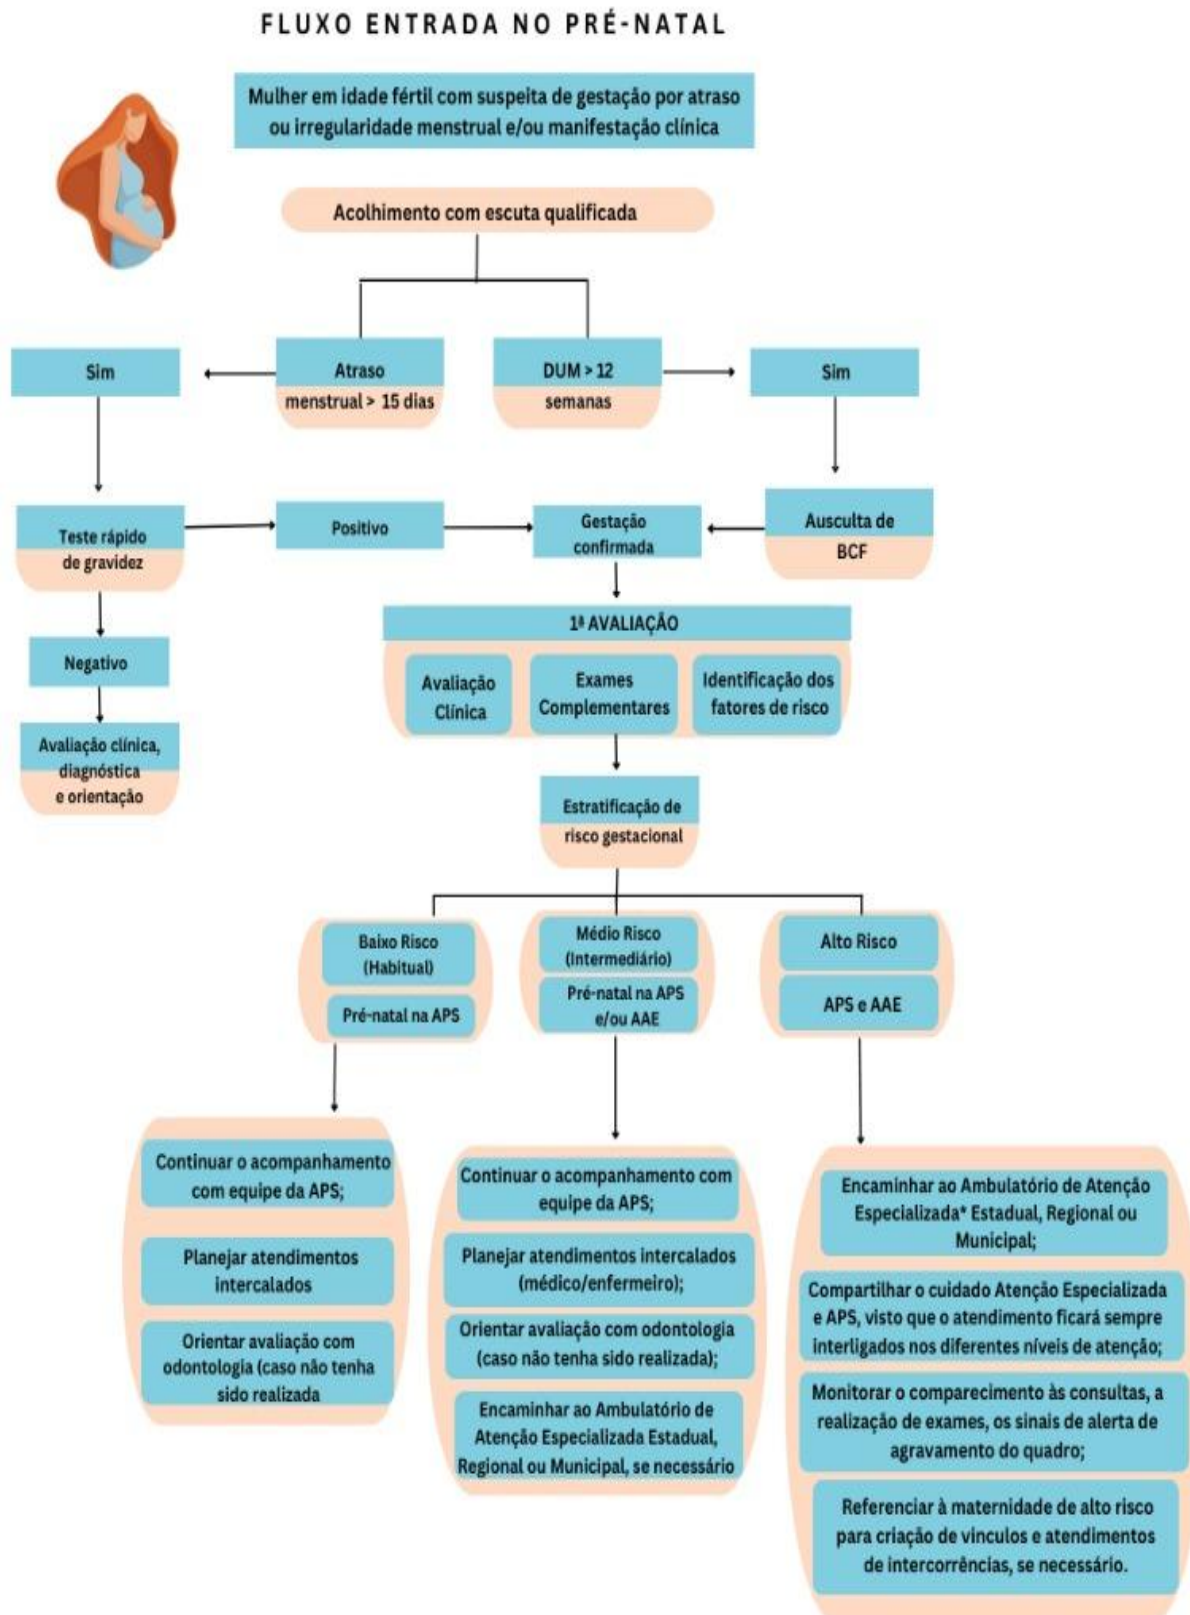 FLUXO ENTRADA NO PRÉ-NATAL
Mulher em idade fértil com suspeita de gestação por atraso
ou irregularidade menstrual e/ou manifestação clínica
Acolhimento com escuta qualificada
Sim
Atraso
menstrual > 15 dias
DUM > 12
semanas
Sim
Teste rápido
de gravidez
Positivo
Gestação
confirmada
Ausculta de
BCF
Negativo
Avaliação clínica,
diagnóstica
e orientação
1ª AVALIAÇÃO
Avaliação
Clínica
Exames
Complementares
Identificação dos
fatores de risco
Estratificação de
risco gestacional
Baixo Risco
(Habitual)
Pré-natal na APS
Médio Risco
(Intermediário)
Pré-natal na APS
e/ou AAE
Alto Risco
APS e AAE
Continuar o acompanhamento
com equipe da APS;
Planejar atendimentos
intercalados
Orientar avaliação com
odontologia (caso não tenha
sido realizada
Continuar o acompanhamento com
equipe da APS;
Planejar atendimentos intercalados
(médico/enfermeiro);
Orientar avaliação com odontologia
(caso não tenha sido realizada);
Encaminhar ao Ambulatório de
Atenção Especializada Estadual,
Regional ou Municipal, se necessário
Encaminhar ao Ambulatório de Atenção
Especializada* Estadual, Regional ou
Municipal;
Compartilhar o cuidado Atenção Especializada
e APS, visto que o atendimento ficará sempre
interligados nos diferentes níveis de atenção;
Monitorar o comparecimento às consultas, a
realização de exames, os sinais de alerta de
agravamento do quadro;
Referenciar à maternidade de alto risco
para criação de vinculos e atendimentos
de intercorrências, se necessário.